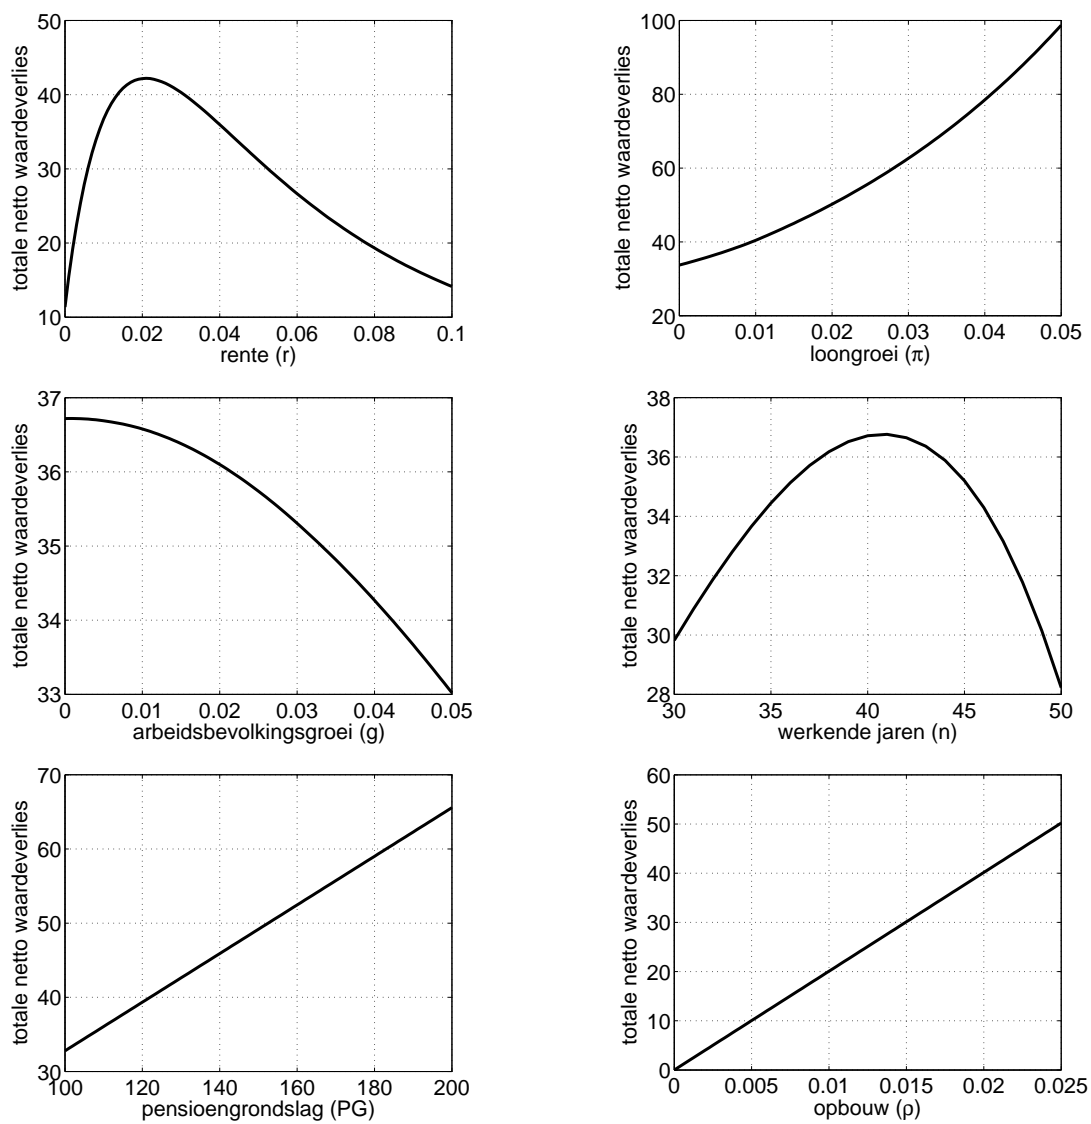 totale netto waardeverlies
50
40
30
20
10
0 0.02 0.04 0.06 0.08 0.1
rente (r)
totale netto waardeverlies
100
80
60
40
20
0 0.01 0.02 0.03 0.04 0.05
loongroei (π)
totale netto waardeverlies
37
36
35
34
33
0 0.01 0.02 0.03 0.04 0.05
arbeidsbevolkingsgroei (g)
totale netto waardeverlies
38
36
34
32
30
28
30 35 40 45 50
werkende jaren (n)
totale netto waardeverlies
70
60
50
40
30
100 120 140 160 180 200
pensioengrondslag (PG)
totale netto waardeverlies
60
50
40
30
20
10
0
0 0.005 0.01 0.015 0.02 0.025
opbouw (ρ)